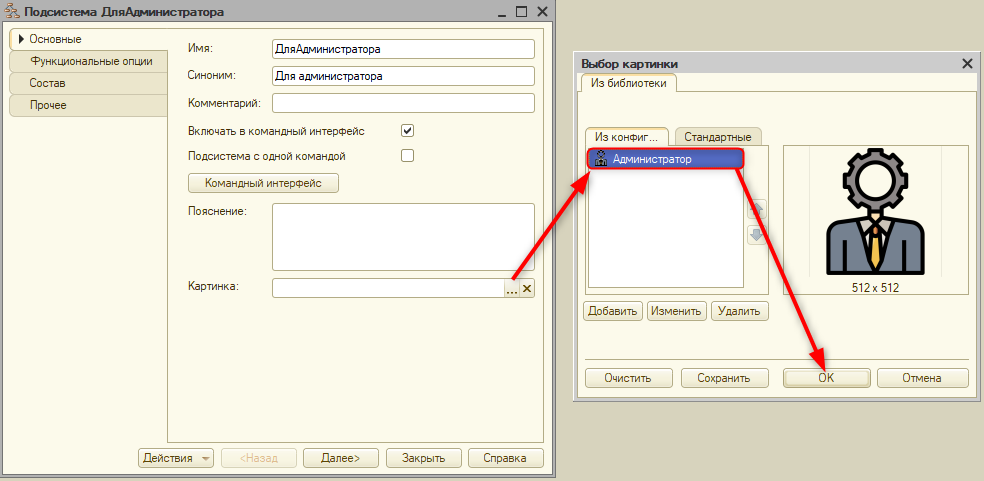 Подсистема ДляАдминистратора
Основные
Функциональные опции
Состав
Прочее
Имя: ДляАдминистратора
Синоним: Для администратора
Комментарий:
Включать в командный интерфейс
Подсистема с одной командой
Командный интерфейс
Пояснение:
Картинка: ...
Действия <Назад Далее> Закрыть Справка
Выбор картинки
Из библиотеки
Из конфиг... Стандартные
Администратор
512 x 512
Добавить Изменить Удалить
Очистить Сохранить OK Отмена